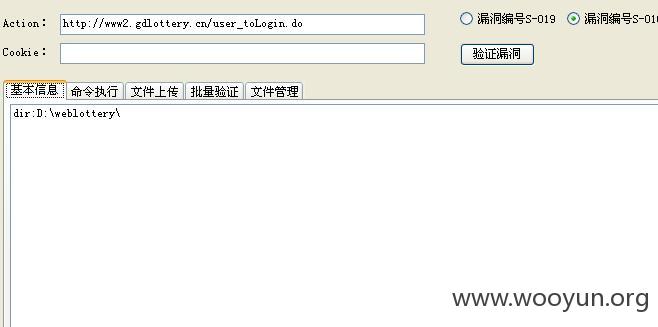 Action: http://www2.gdlottery.cn/user_toLogin.do 漏洞编号S-019 漏洞编号S-01
Cookie: 验证漏洞
基本信息 命令执行 文件上传 批量验证 文件管理
dir:D:\weblottery\
www.wooyun.org